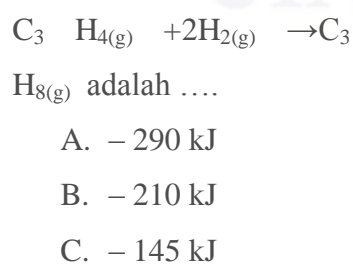 C₃ H₄₍g₎ +2H₂₍g₎ →C₃
H₈₍g₎ adalah ….
A. – 290 kJ
B. – 210 kJ
C. – 145 kJ